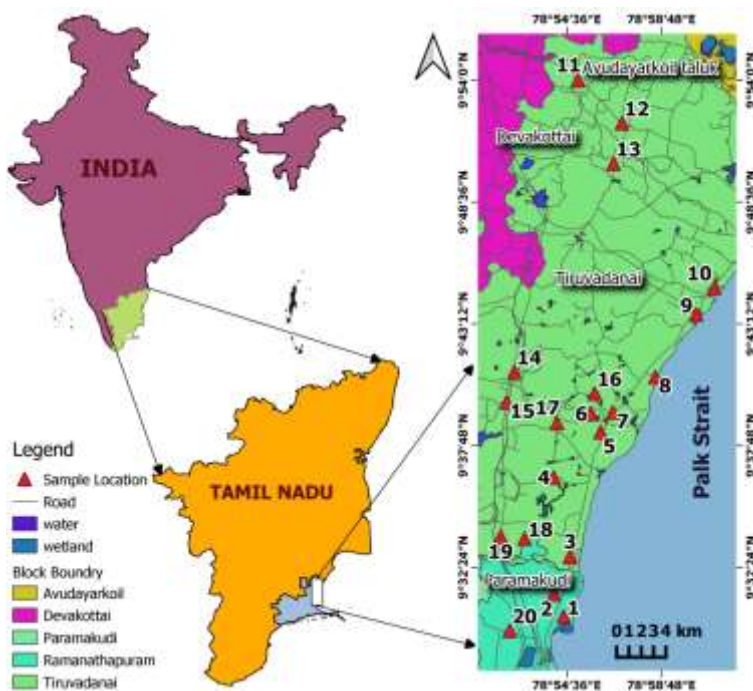 INDIA
TAMIL NADU
Legend
Sample Location
Road
water
wetland
Block Boundry
Avudayarkoil
Devakottai
Paramakudi
Ramanathapuram
Tiruvadanai
78°54'36"E 78°58'48"E
9°54'0"N
9°48'36"N
9°43'12"N
9°37'48"N
9°32'24"N
11
Avudayarkoil taluk
12
Devakottai
13
Tiruvadanai
10
9
14
8
16
15
17
6
7
5
4
18
19
3
Paramakudi
2
1
20
Palk Strait
01234 km
9°54'0"N
9°48'36"N
9°43'12"N
9°37'48"N
9°32'24"N
78°54'36"E 78°58'48"E